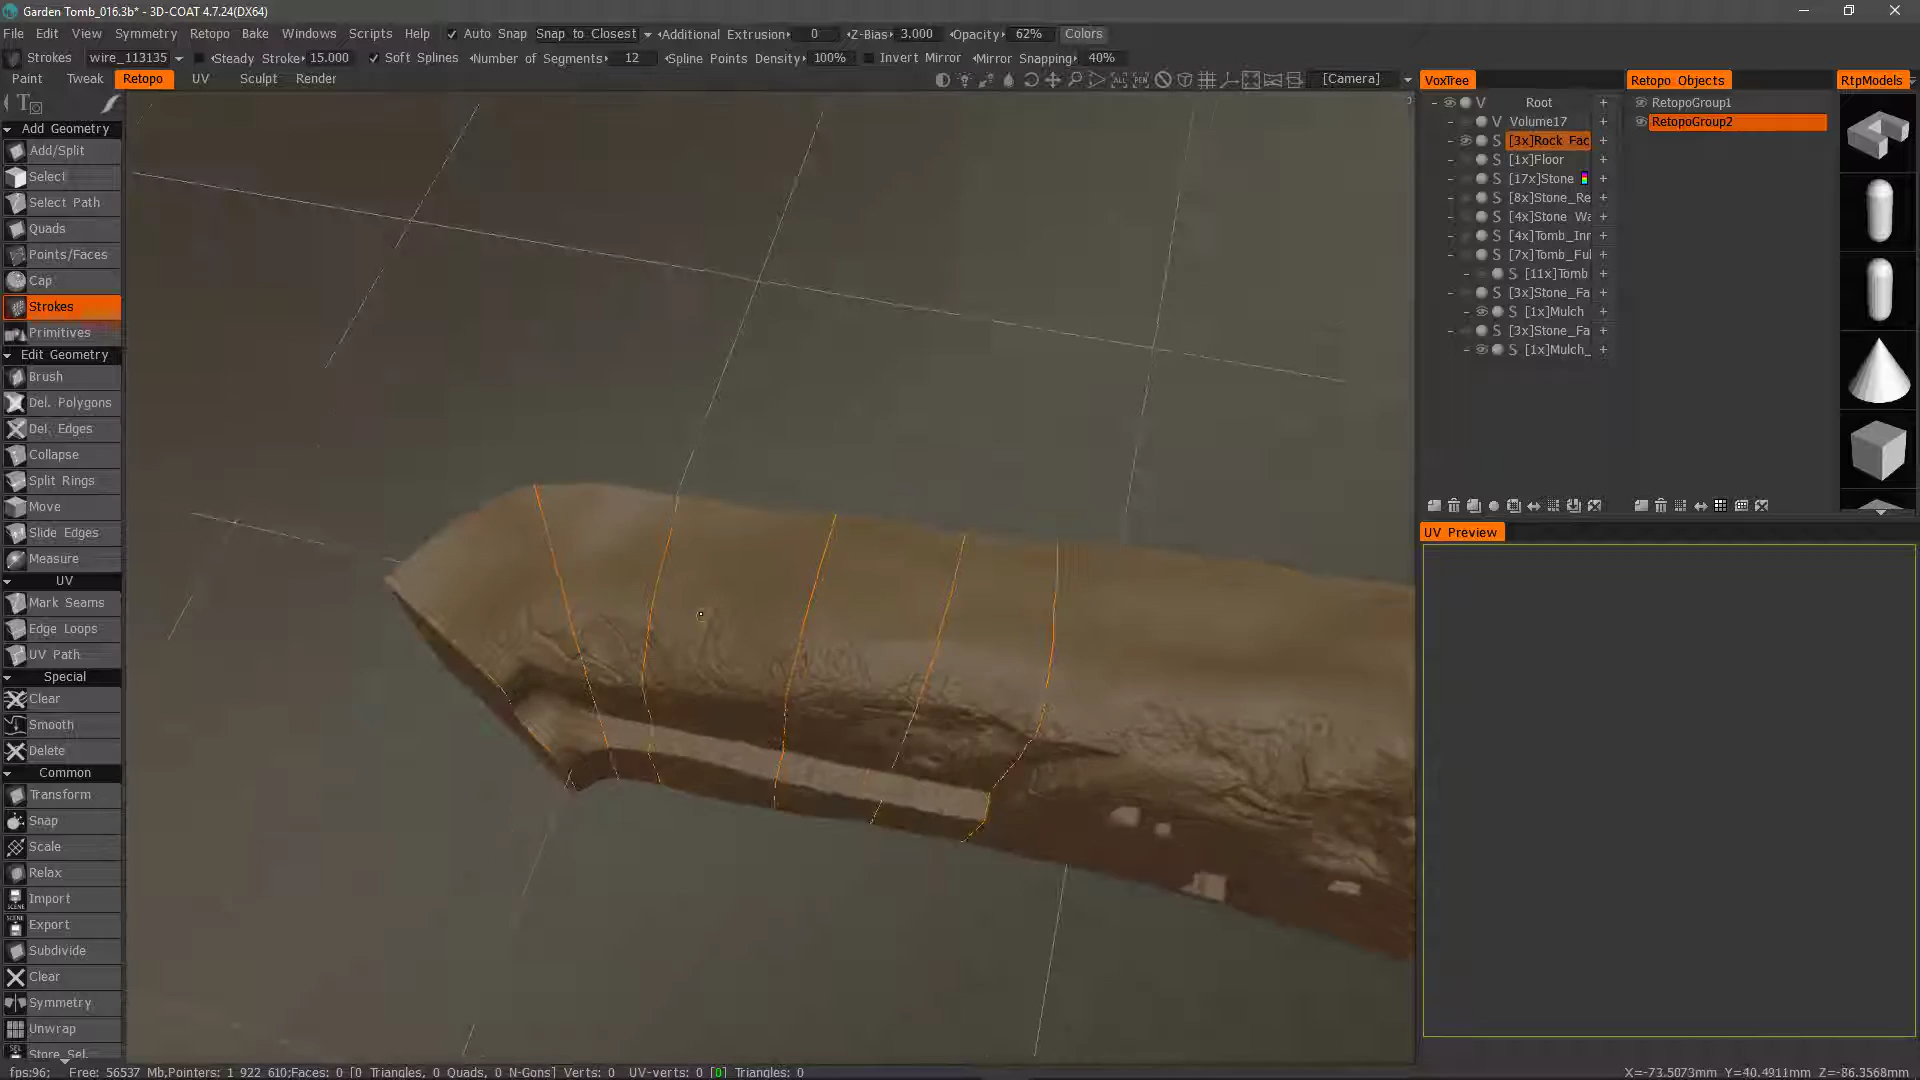 Garden Tomb_016.3b* - 3D-COAT 4.7.24(DX64)
File Edit View Symmetry Retopo Bake Windows Scripts Help Auto Snap Snap to Closest Additional Extrusion 0 Z-Bias 3.000 Opacity 62% Colors
Strokes wire_113135 Steady Stroke 15.000 Soft Splines Number of Segments 12 Spline Points Density 100% Invert Mirror Mirror Snapping 40%
Paint Tweak Retopo UV Sculpt Render [Camera]
VoxTree Retopo Objects RtpModels
Add Geometry
Add/Split
Select
Select Path
Quads
Points/Faces
Cap
Strokes
Primitives
Edit Geometry
Brush
Del. Polygons
Del. Edges
Collapse
Split Rings
Move
Slide Edges
Measure
UV
Mark Seams
Edge Loops
UV Path
Special
Clear
Smooth
Delete
Common
Transform
Snap
Scale
Relax
Import
Export
Subdivide
Clear
Symmetry
Unwrap
Store Sel.
V Root +
V Volume17 +
S [3x]Rock Fac +
S [1x]Floor +
S [17x]Stone +
S [8x]Stone_Re +
S [4x]Stone Wa +
S [4x]Tomb_Inr +
S [7x]Tomb_Ful +
S [11x]Tomb +
S [3x]Stone_Fa +
S [1x]Mulch +
S [3x]Stone_Fa +
S [1x]Mulch_ +
RetopoGroup1
RetopoGroup2
UV Preview
fps:96; Free: 56537 Mb,Pointers: 1 922 610;Faces: 0 [0 Triangles, 0 Quads, 0 N-Gons] Verts: 0 UV-verts: 0 [0] Triangles: 0
X=-73.5073mm Y=40.4911mm Z=-86.3568mm